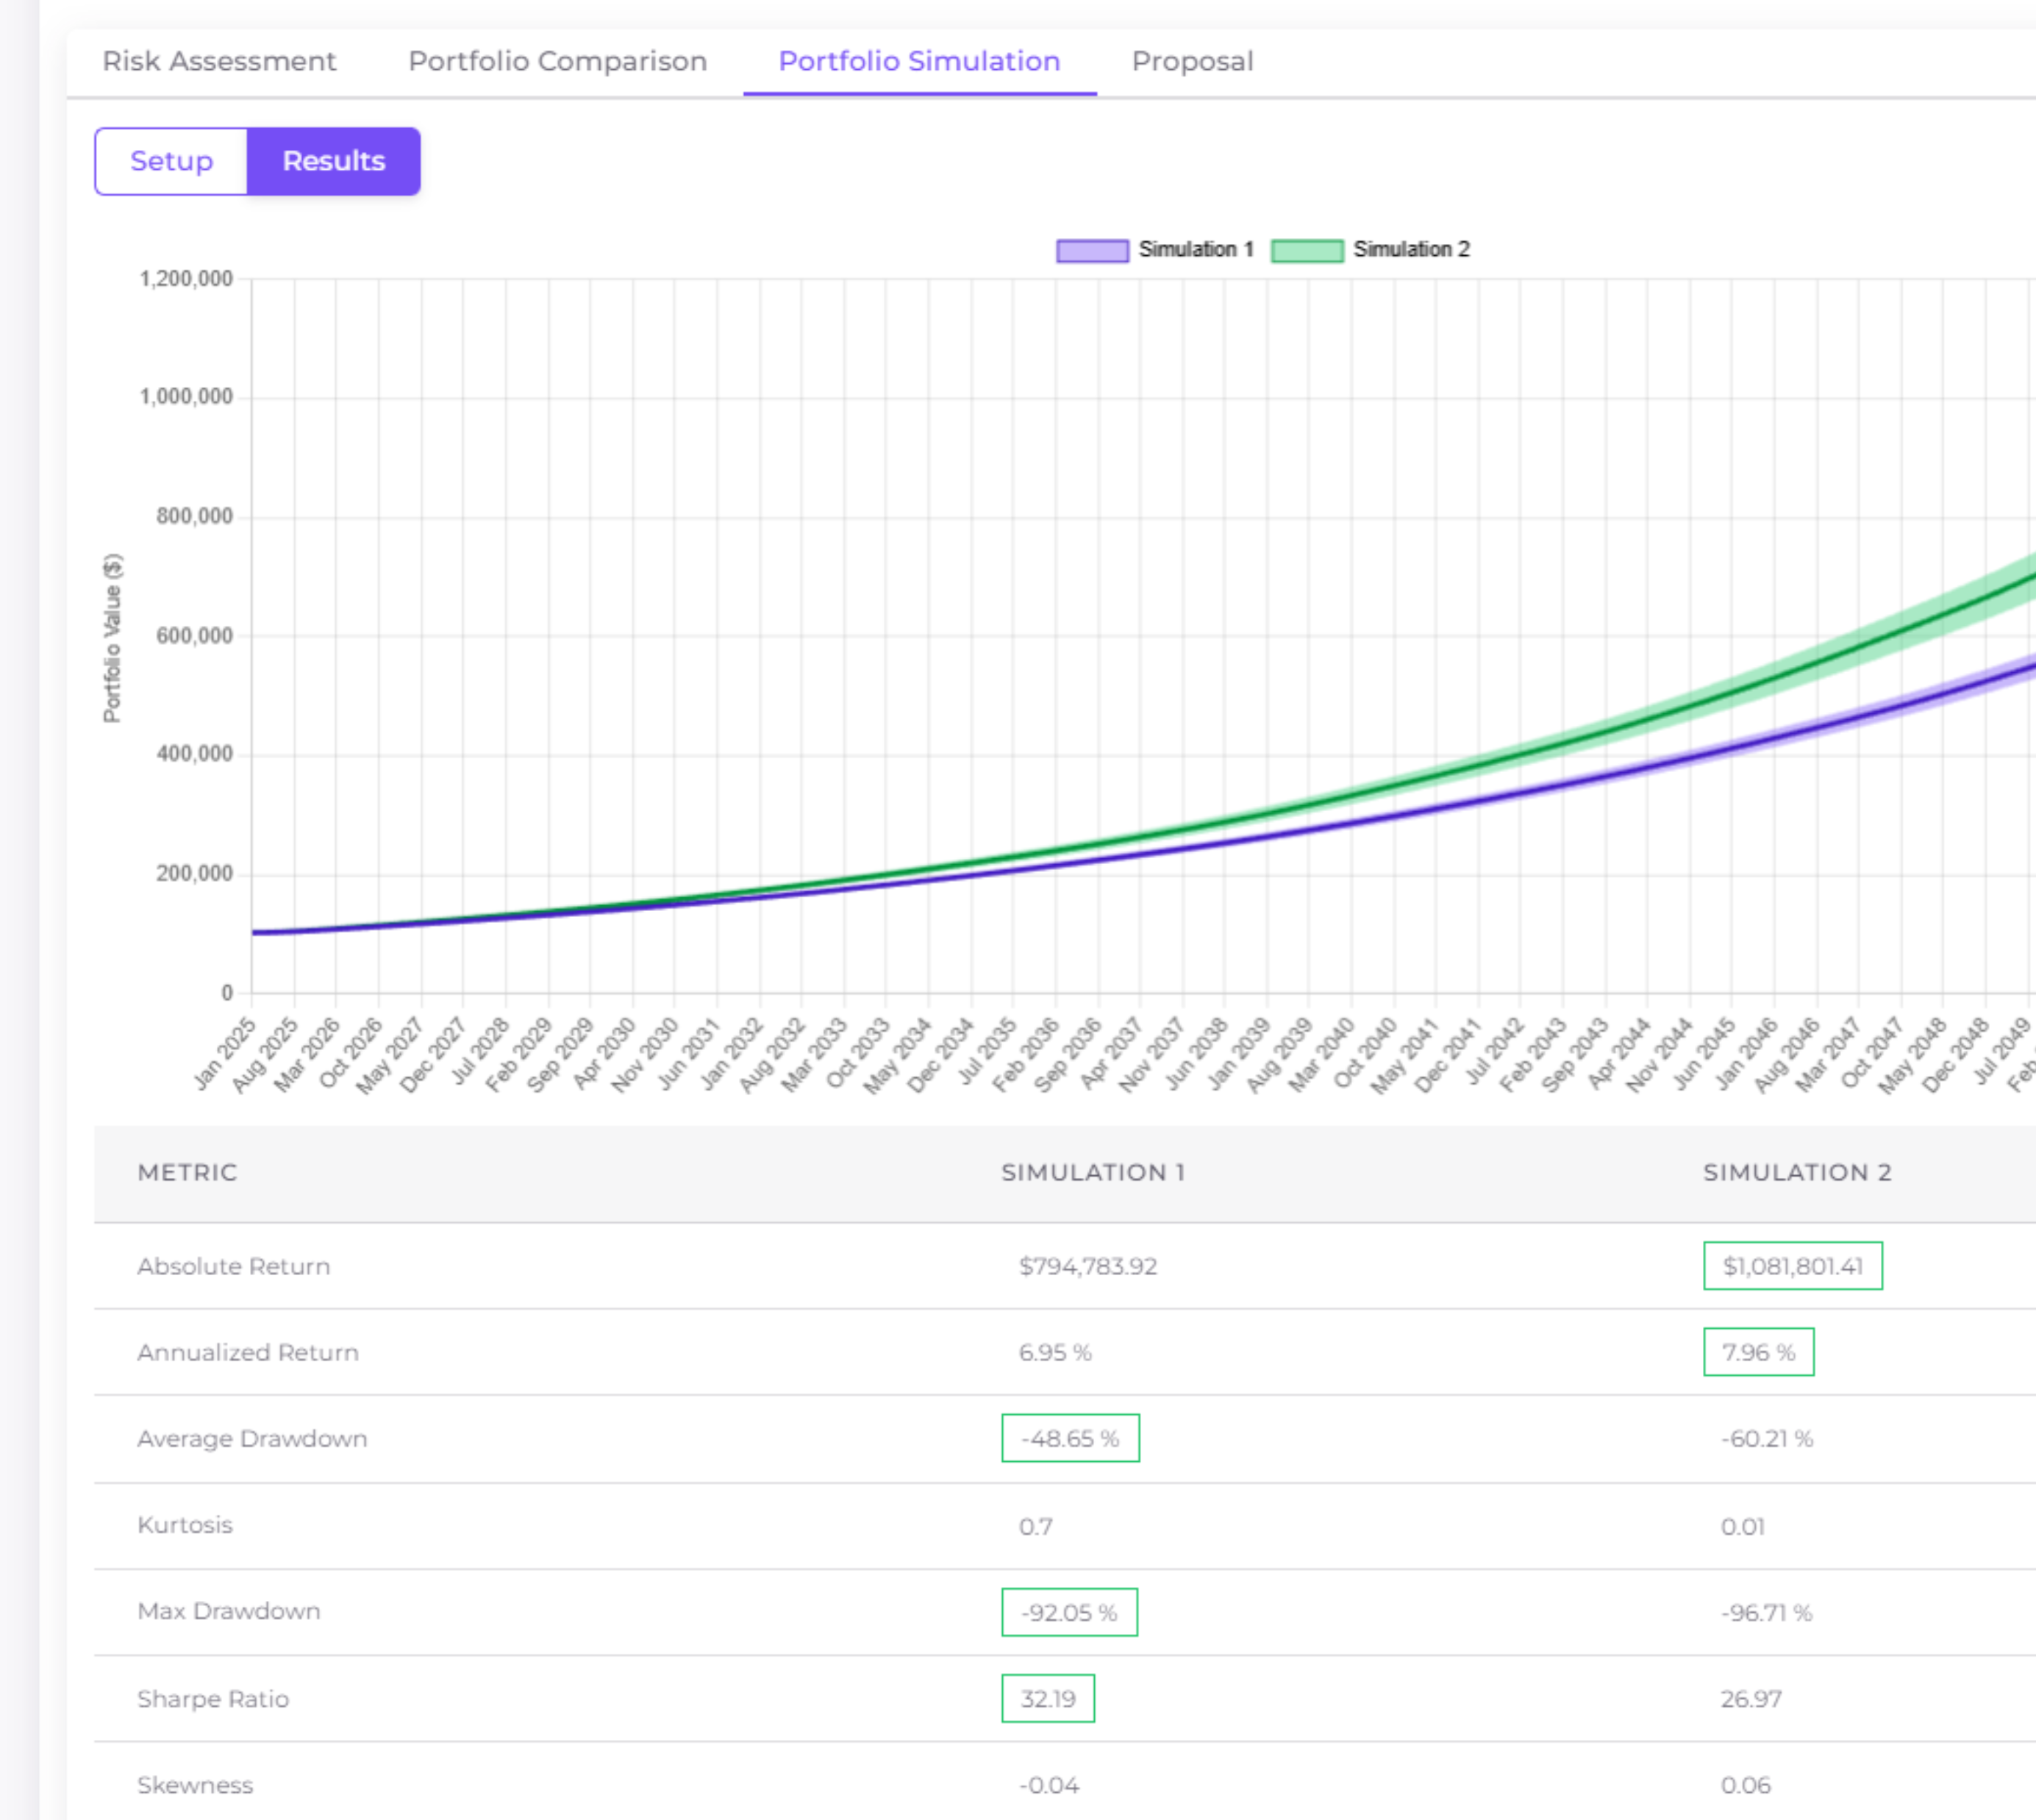 Risk Assessment Portfolio Comparison Portfolio Simulation Proposal
Setup Results
Simulation 1 Simulation 2
1,200,000
1,000,000
800,000
600,000
400,000
200,000
0
Portfolio Value ($)
Jan 2025 Aug 2025 Mar 2026 Oct 2026 May 2027 Dec 2027 Jul 2028 Feb 2029 Sep 2029 Apr 2030 Nov 2030 Jun 2031 Jan 2032 Aug 2032 Mar 2033 Oct 2033 May 2034 Dec 2034 Jul 2035 Feb 2036 Sep 2036 Apr 2037 Nov 2037 Jun 2038 Jan 2039 Aug 2039 Mar 2040 Oct 2040 May 2041 Dec 2041 Jul 2042 Feb 2043 Sep 2043 Apr 2044 Nov 2044 Jun 2045 Jan 2046 Aug 2046 Mar 2047 Oct 2047 May 2048 Dec 2048 Jul 2049 Feb
METRIC SIMULATION 1 SIMULATION 2
Absolute Return $794,783.92 $1,081,801.41
Annualized Return 6.95 % 7.96 %
Average Drawdown -48.65 % -60.21 %
Kurtosis 0.7 0.01
Max Drawdown -92.05 % -96.71 %
Sharpe Ratio 32.19 26.97
Skewness -0.04 0.06